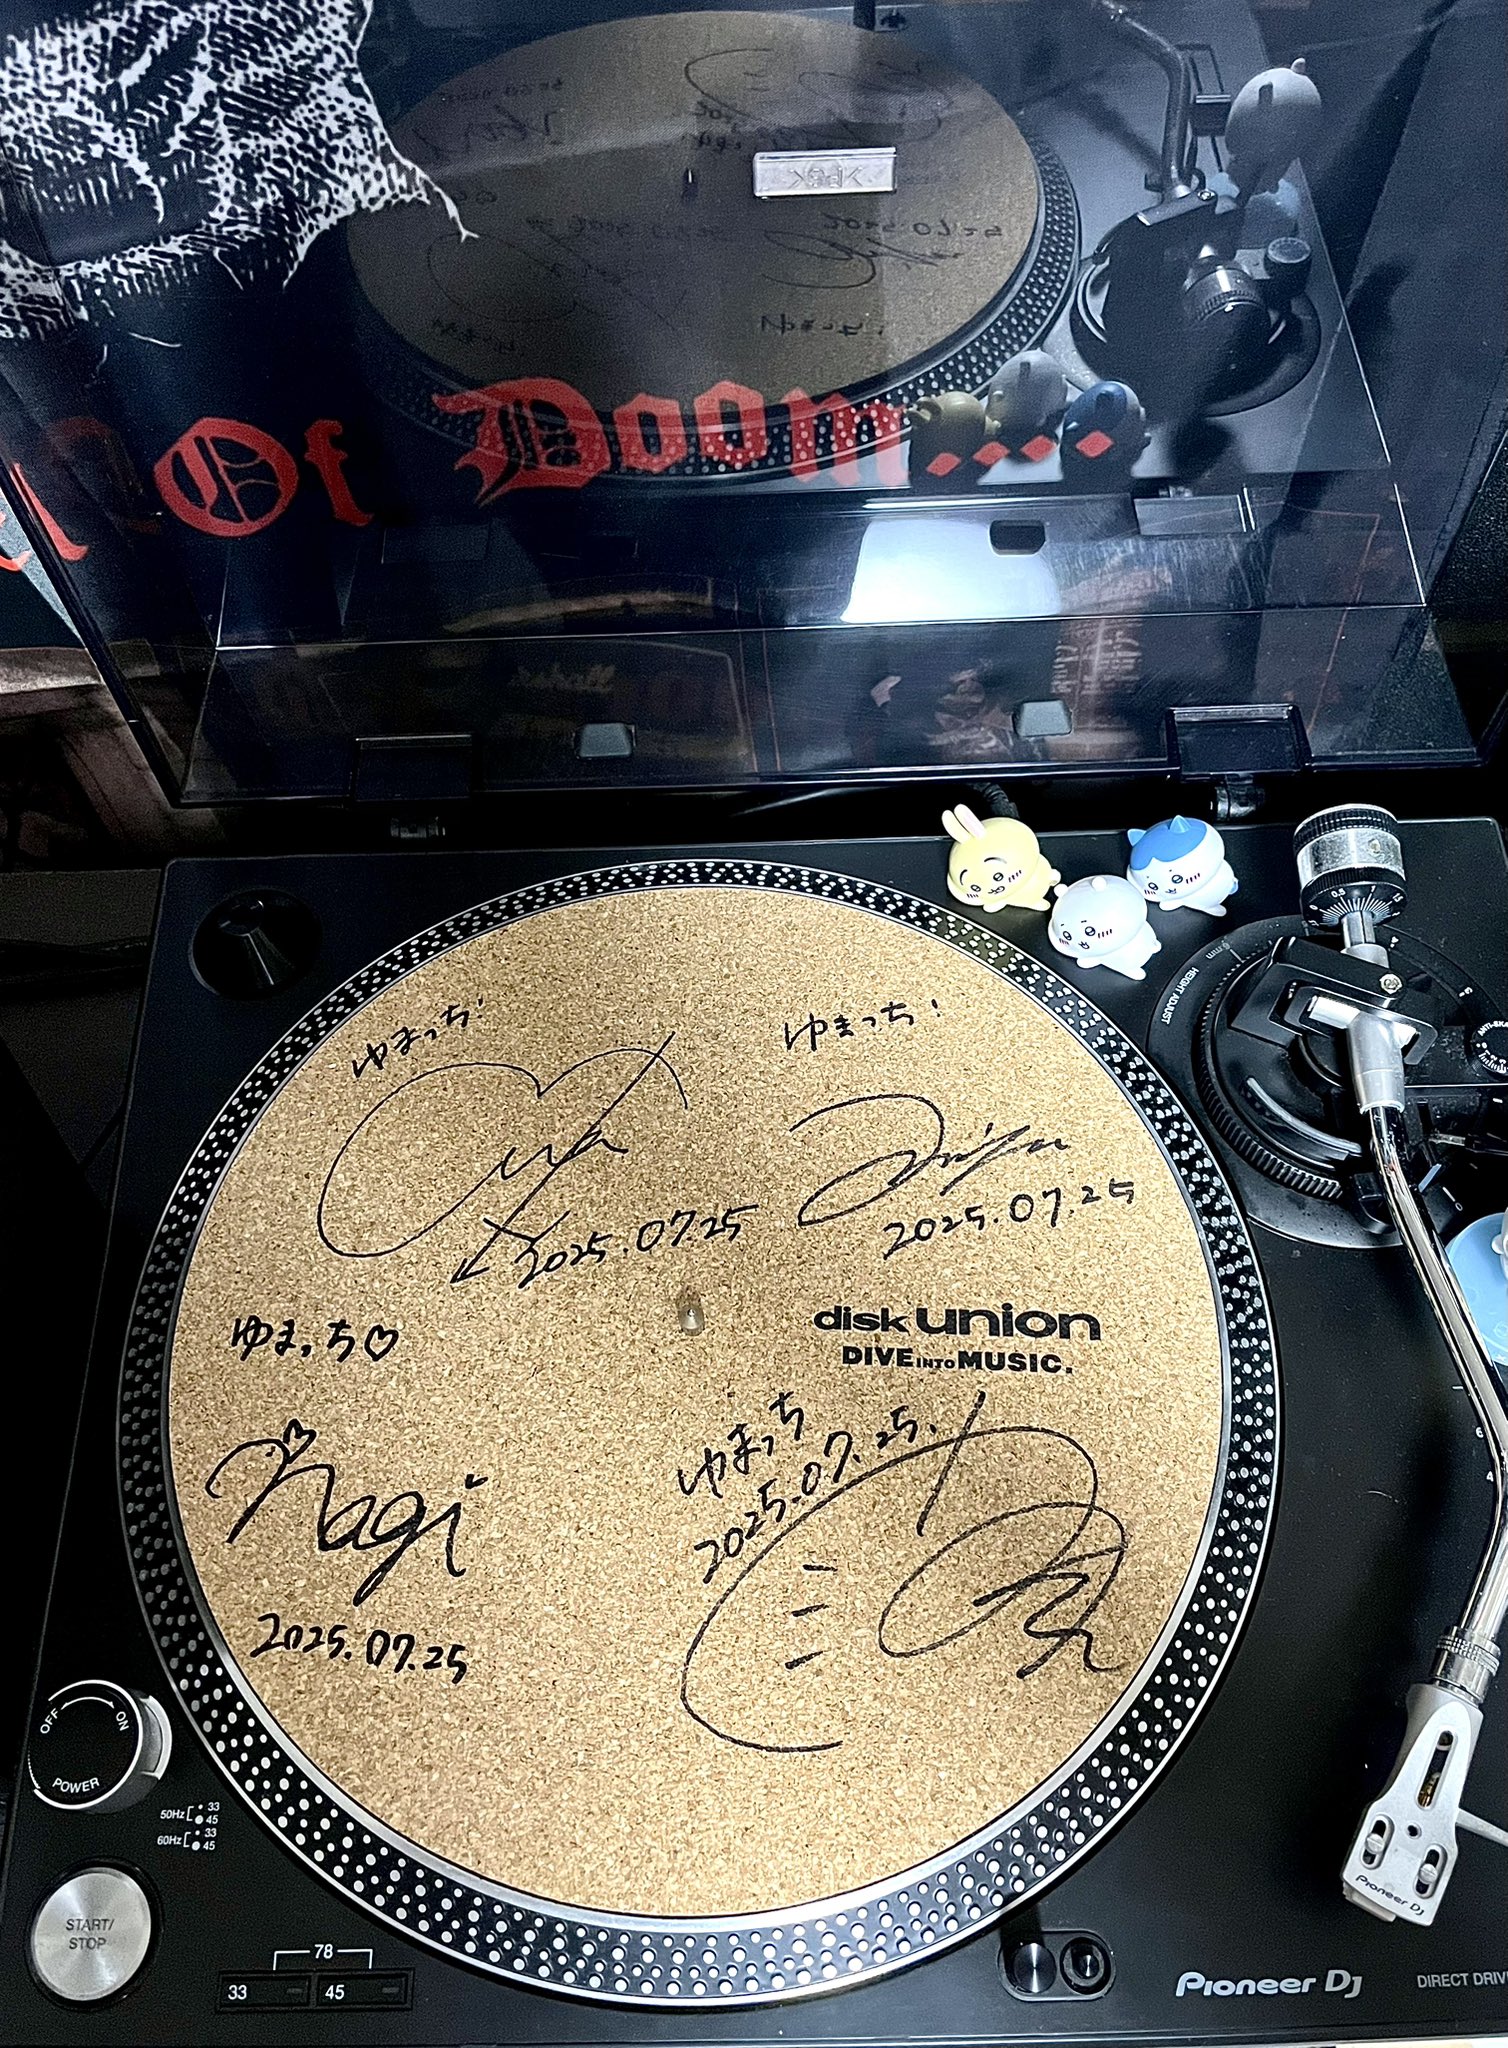 Of Doom....
HEIGHT ADJUST
ゆまっち!
ゆまっち!
2025.07.25
2025.07.25
disk union
DIVE INTO MUSIC.
ゆまっち♡
Nagi
2025.07.25
ゆまっち
2025.07.25.
OFF ON
POWER
50Hz 33
45
60Hz 33
45
START/
STOP
78
33 45
Pioneer DJ
Pioneer DJ
DIRECT DRIV